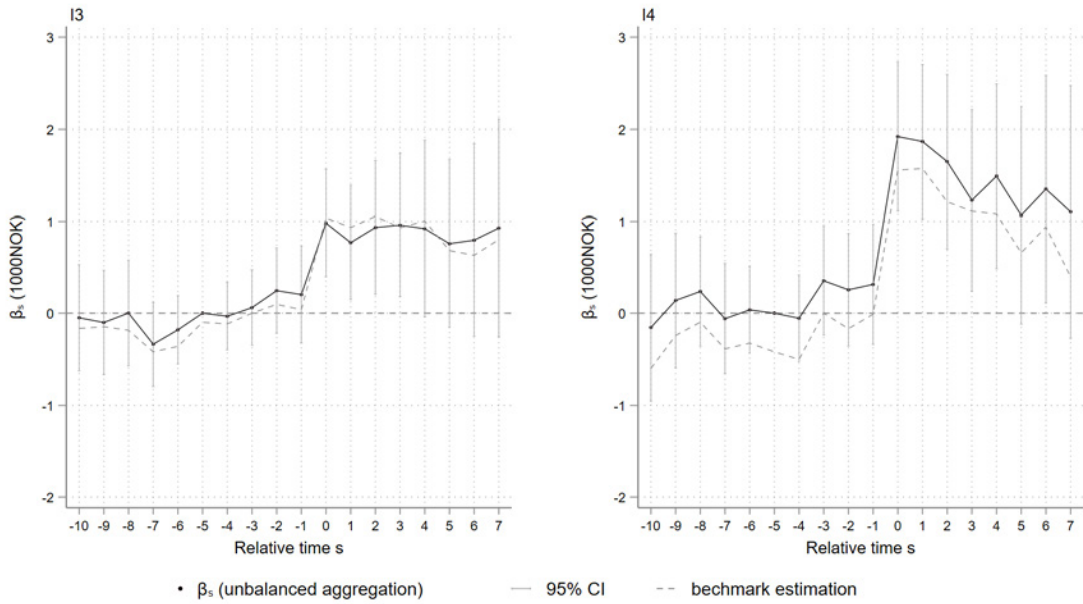 I3
I4
3
2
1
0
-1
-2
βs (1000NOK)
-10 -9 -8 -7 -6 -5 -4 -3 -2 -1 0 1 2 3 4 5 6 7
Relative time s
3
2
1
0
-1
-2
βs (1000NOK)
-10 -9 -8 -7 -6 -5 -4 -3 -2 -1 0 1 2 3 4 5 6 7
Relative time s
βs (unbalanced aggregation) 95% CI bechmark estimation